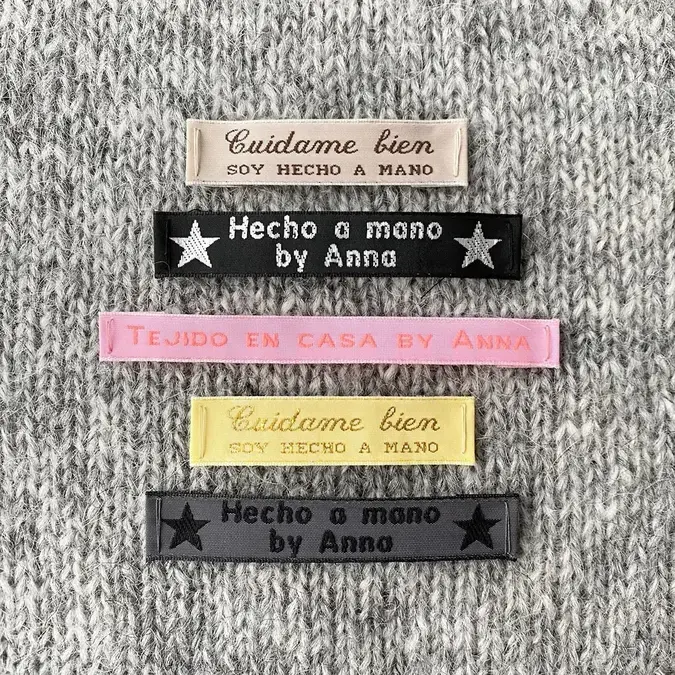 Cuidame bien
SOY HECHO A MANO
Hecho a mano
by Anna
TEJIDO EN CASA BY ANNA
Cuidame bien
SOY HECHO A MANO
Hecho a mano
by Anna